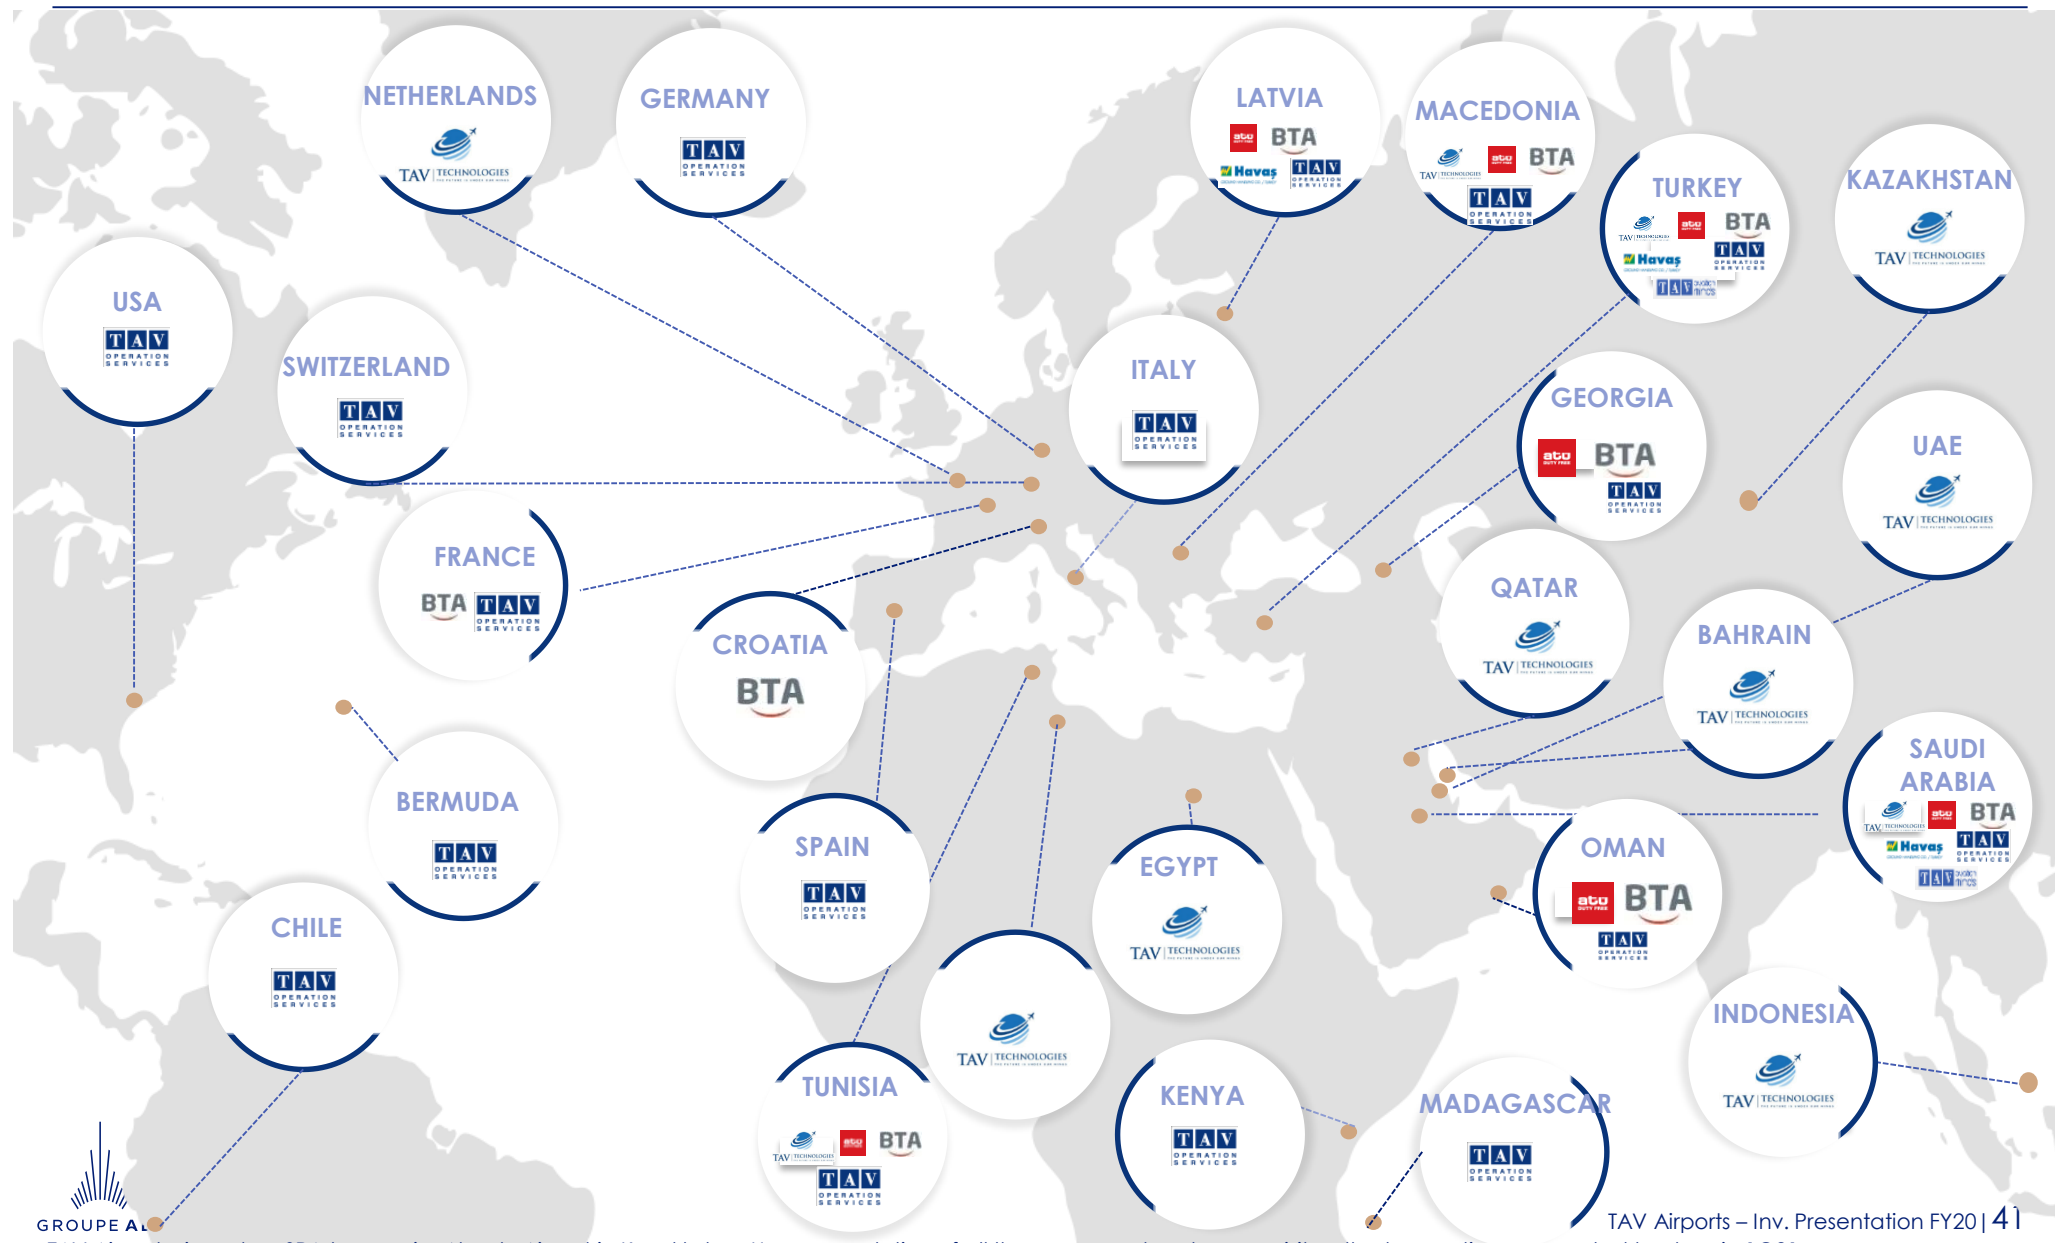 NETHERLANDS
TAV | TECHNOLOGIES
GERMANY
TAV
OPERATION
SERVICES
LATVIA
atu BTA
Havaş TAV
OPERATION
SERVICES
MACEDONIA
TAV | TECHNOLOGIES atu BTA
TAV
OPERATION
SERVICES
TURKEY
TAV | TECHNOLOGIES atu BTA
Havaş TAV
OPERATION
SERVICES
TAV
KAZAKHSTAN
TAV | TECHNOLOGIES
USA
TAV
OPERATION
SERVICES
SWITZERLAND
TAV
OPERATION
SERVICES
ITALY
TAV
OPERATION
SERVICES
GEORGIA
atu BTA
DUTY FREE
TAV
OPERATION
SERVICES
UAE
TAV | TECHNOLOGIES
FRANCE
BTA TAV
OPERATION
SERVICES
CROATIA
BTA
QATAR
TAV | TECHNOLOGIES
BAHRAIN
TAV | TECHNOLOGIES
BERMUDA
TAV
OPERATION
SERVICES
SPAIN
TAV
OPERATION
SERVICES
EGYPT
TAV | TECHNOLOGIES
OMAN
atu BTA
DUTY FREE
TAV
OPERATION
SERVICES
SAUDI
ARABIA
TAV | TECHNOLOGIES atu BTA
Havaş TAV
OPERATION
SERVICES
TAV
CHILE
TAV
OPERATION
SERVICES
TAV | TECHNOLOGIES
TUNISIA
TAV | TECHNOLOGIES atu BTA
TAV
OPERATION
SERVICES
KENYA
TAV
OPERATION
SERVICES
MADAGASCAR
TAV
OPERATION
SERVICES
INDONESIA
TAV | TECHNOLOGIES
GROUPE
TAV Airports – Inv. Presentation FY20 | 41